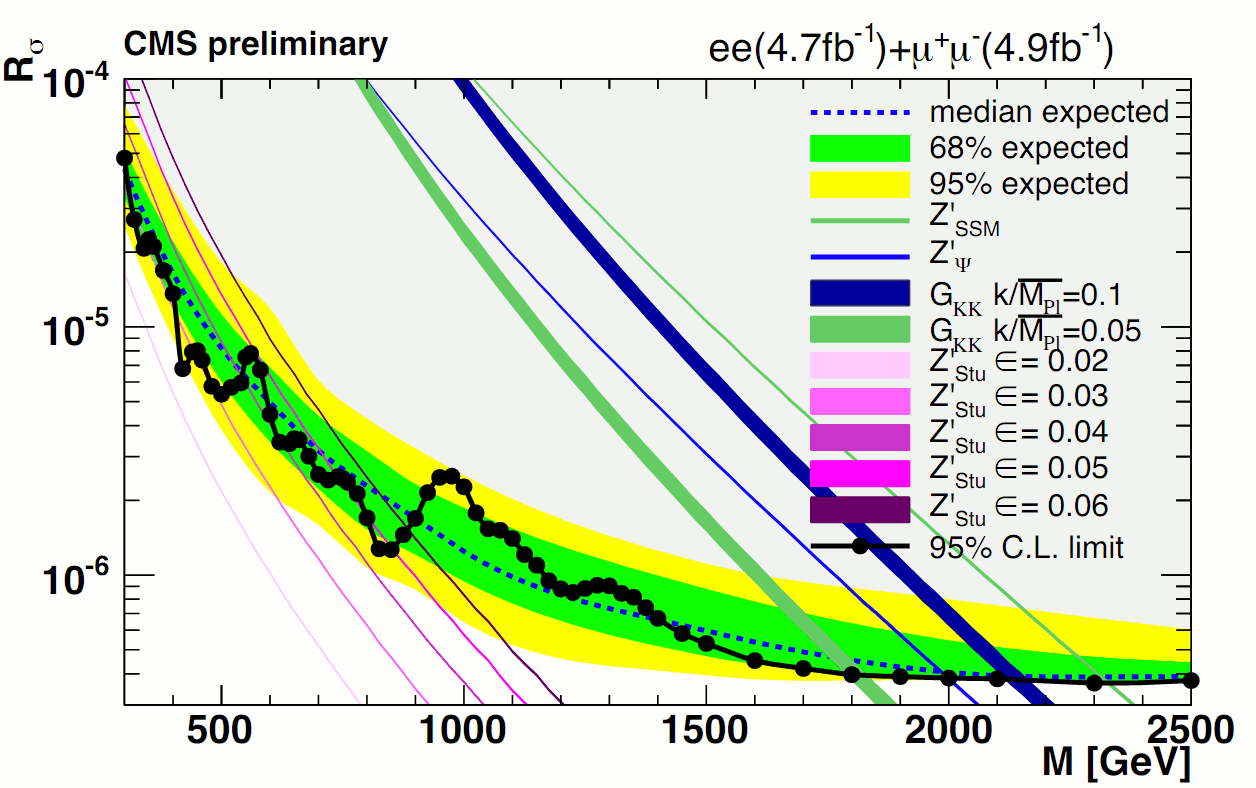 CMS preliminary
ee(4.7fb⁻¹)+μ⁺μ⁻(4.9fb⁻¹)
R_σ
10⁻⁴
10⁻⁵
10⁻⁶
median expected
68% expected
95% expected
Z'_SSM
Z'_Ψ
G_KK k/M̅_P̅l̅=0.1
G_KK k/M̅_P̅l̅=0.05
Z'_Stu ∈= 0.02
Z'_Stu ∈= 0.03
Z'_Stu ∈= 0.04
Z'_Stu ∈= 0.05
Z'_Stu ∈= 0.06
95% C.L. limit
500 1000 1500 2000 2500
M [GeV]